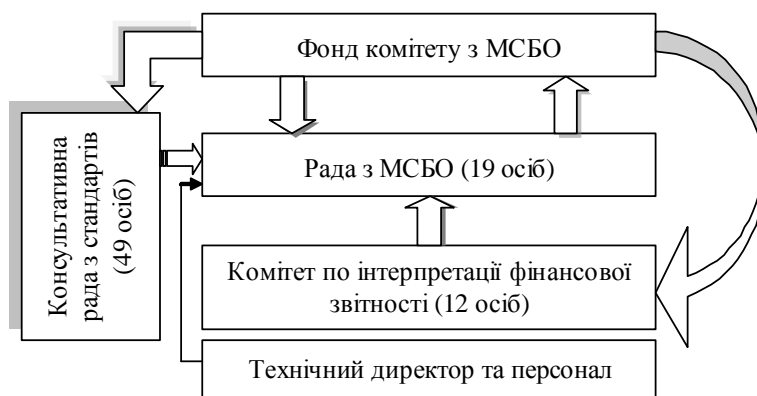 Фонд комітету з МСБО
Консультативна
рада з стандартів
(49 осіб)
Рада з МСБО (19 осіб)
Комітет по інтерпретації фінансової
звітності (12 осіб)
Технічний директор та персонал